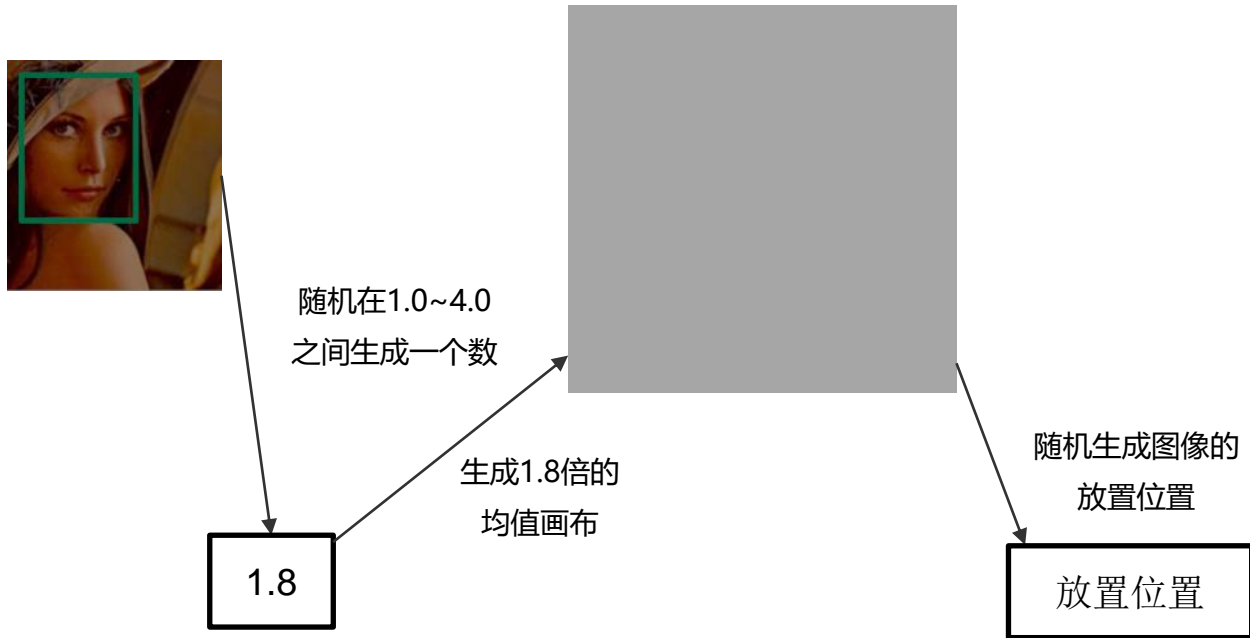 随机在1.0~4.0
之间生成一个数
生成1.8倍的
均值画布
1.8
随机生成图像的
放置位置
放置位置